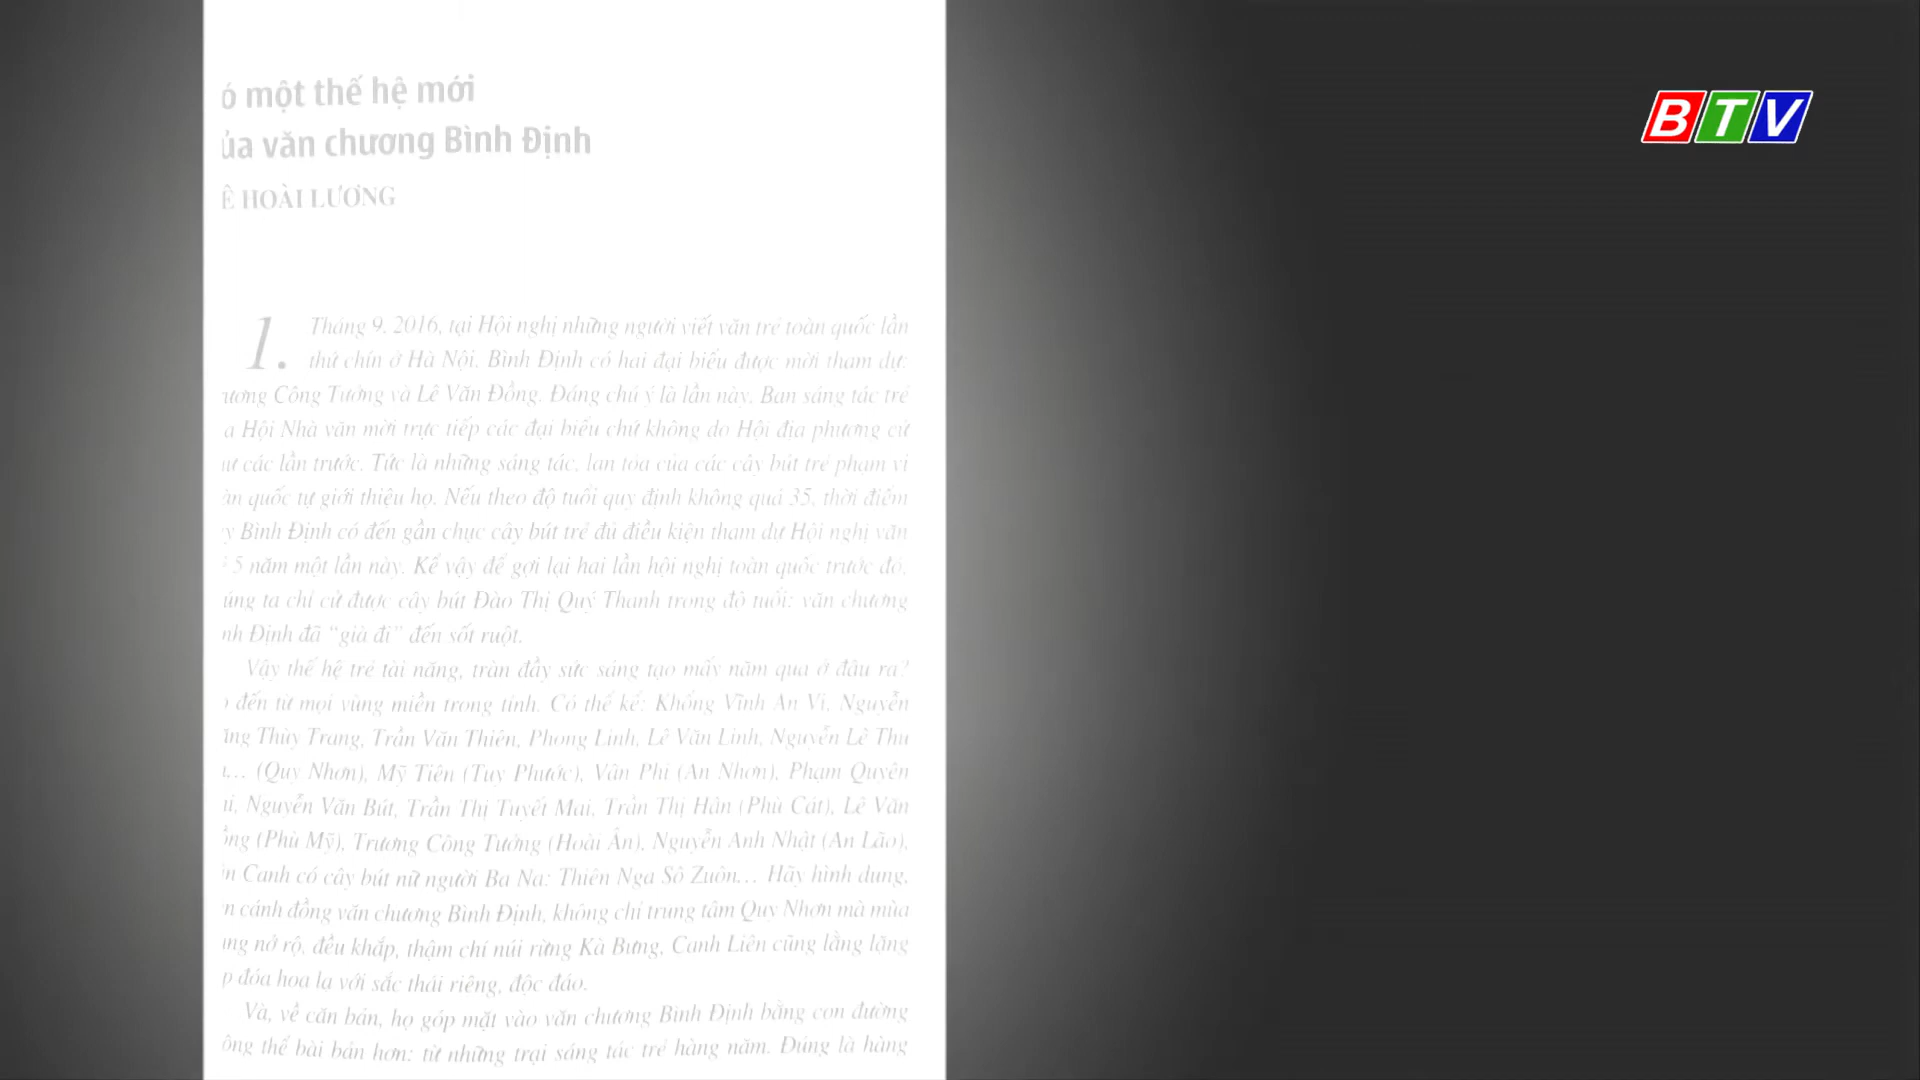 ó một thế hệ mới
ủa văn chương Bình Định
Ê HOÀI LƯƠNG
BTV
1. Tháng 9. 2016, tại Hội nghị những người viết văn trẻ toàn quốc lần
thứ chín ở Hà Nội, Bình Định có hai đại biểu được mời tham dự:
ương Công Tưởng và Lê Văn Đồng. Đáng chú ý là lần này, Ban sáng tác trẻ
a Hội Nhà văn mời trực tiếp các đại biểu chứ không do Hội địa phương cử
ư các lần trước. Tức là những sáng tác, lan tỏa của các cây bút trẻ phạm vi
àn quốc tự giới thiệu họ. Nếu theo độ tuổi quy định không quá 35, thời điểm
y Bình Định có đến gần chục cây bút trẻ đủ điều kiện tham dự Hội nghị văn
5 năm một lần này. Kể vậy để gợi lại hai lần hội nghị toàn quốc trước đó,
úng ta chỉ cử được cây bút Đào Thị Quý Thanh trong độ tuổi: văn chương
nh Định đã "già đi" đến sốt ruột.
Vậy thế hệ trẻ tài năng, tràn đầy sức sáng tạo mấy năm qua ở đâu ra?
đến từ mọi vùng miền trong tỉnh. Có thể kể: Khổng Vĩnh An Vi, Nguyễn
ăng Thùy Trang, Trần Văn Thiên, Phong Linh, Lê Văn Linh, Nguyễn Lê Thu
... (Quy Nhơn), Mỹ Tiên (Tuy Phước), Vân Phi (An Nhơn), Phạm Quyên
i, Nguyễn Văn Bút, Trần Thị Tuyết Mai, Trần Thị Hân (Phù Cát), Lê Văn
ồng (Phù Mỹ), Trương Công Tưởng (Hoài Ân), Nguyễn Anh Nhật (An Lão),
n Canh có cây bút nữ người Ba Na: Thiên Nga Sô Zuôn... Hãy hình dung,
n cánh đồng văn chương Bình Định, không chỉ trung tâm Quy Nhơn mà mùa
ng nở rộ, đều khắp, thậm chí núi rừng Kà Bưng, Canh Liên cũng lẳng lặng
p đóa hoa lạ với sắc thái riêng, độc đáo.
Và, về căn bản, họ góp mặt vào văn chương Bình Định bằng con đường
ông thể bài bản hơn: từ những trại sáng tác trẻ hàng năm. Đúng là hàng